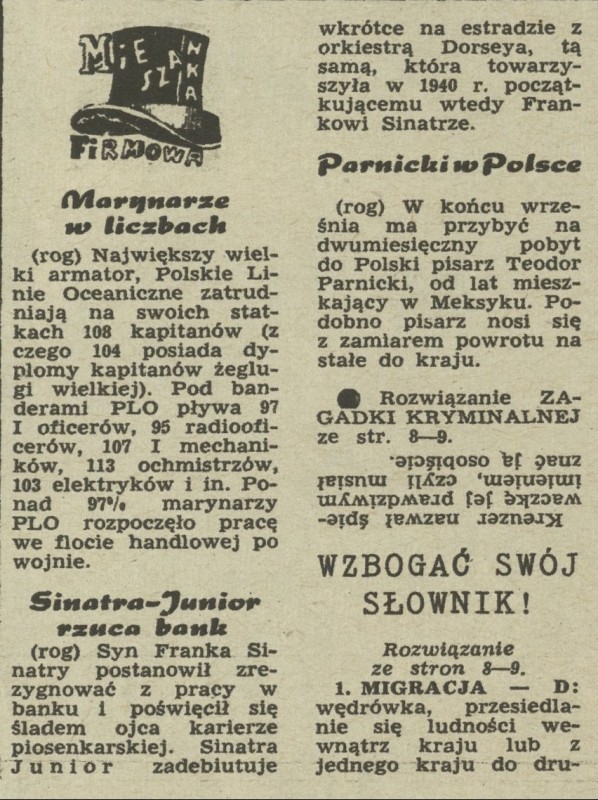 MiESZANKA
FiRMOWA
Marynarze
w liczbach
(rog) Największy wiel-
ki armator, Polskie Li-
nie Oceaniczne zatrud-
niają na swoich stat-
kach 108 kapitanów (z
czego 104 posiada dy-
plomy kapitanów żeglu-
gi wielkiej). Pod ban-
derami PLO pływa 97
I oficerów, 95 radioofi-
cerów, 107 I mechani-
ków, 113 ochmistrzów,
103 elektryków i in. Po-
nad 97% marynarzy
PLO rozpoczęło pracę
we flocie handlowej po
wojnie.
Sinatra-Junior
rzuca bank
(rog) Syn Franka Si-
natry postanowił zre-
zygnować z pracy w
banku i poświęcił się
śladem ojca karierze
piosenkarskiej. Sinatra
Junior zadebiutuje
wkrótce na estradzie z
orkiestrą Dorseya, tą
samą, która towarzy-
szyła w 1940 r. począt-
kującemu wtedy Fran-
kowi Sinatrze.
Parnicki w Polsce
(rog) W końcu wrze-
śnia ma przybyć na
dwumiesięczny pobyt
do Polski pisarz Teodor
Parnicki, od lat miesz-
kający w Meksyku. Po-
dobno pisarz nosi się
z zamiarem powrotu na
stałe do kraju.
● Rozwiązanie ZA-
GADKI KRYMINALNEJ
ze str. 8—9.
Kreuzer nazwał śpie-
waczkę jej prawdziwym
imieniem, czyli musiał
znać ją osobiście.
WZBOGAĆ SWÓJ
SŁOWNIK!
Rozwiązanie
ze stron 8—9.
1. MIGRACJA — D:
wędrówka, przesiedla-
nie się ludności we-
wnątrz kraju lub z
jednego kraju do dru-